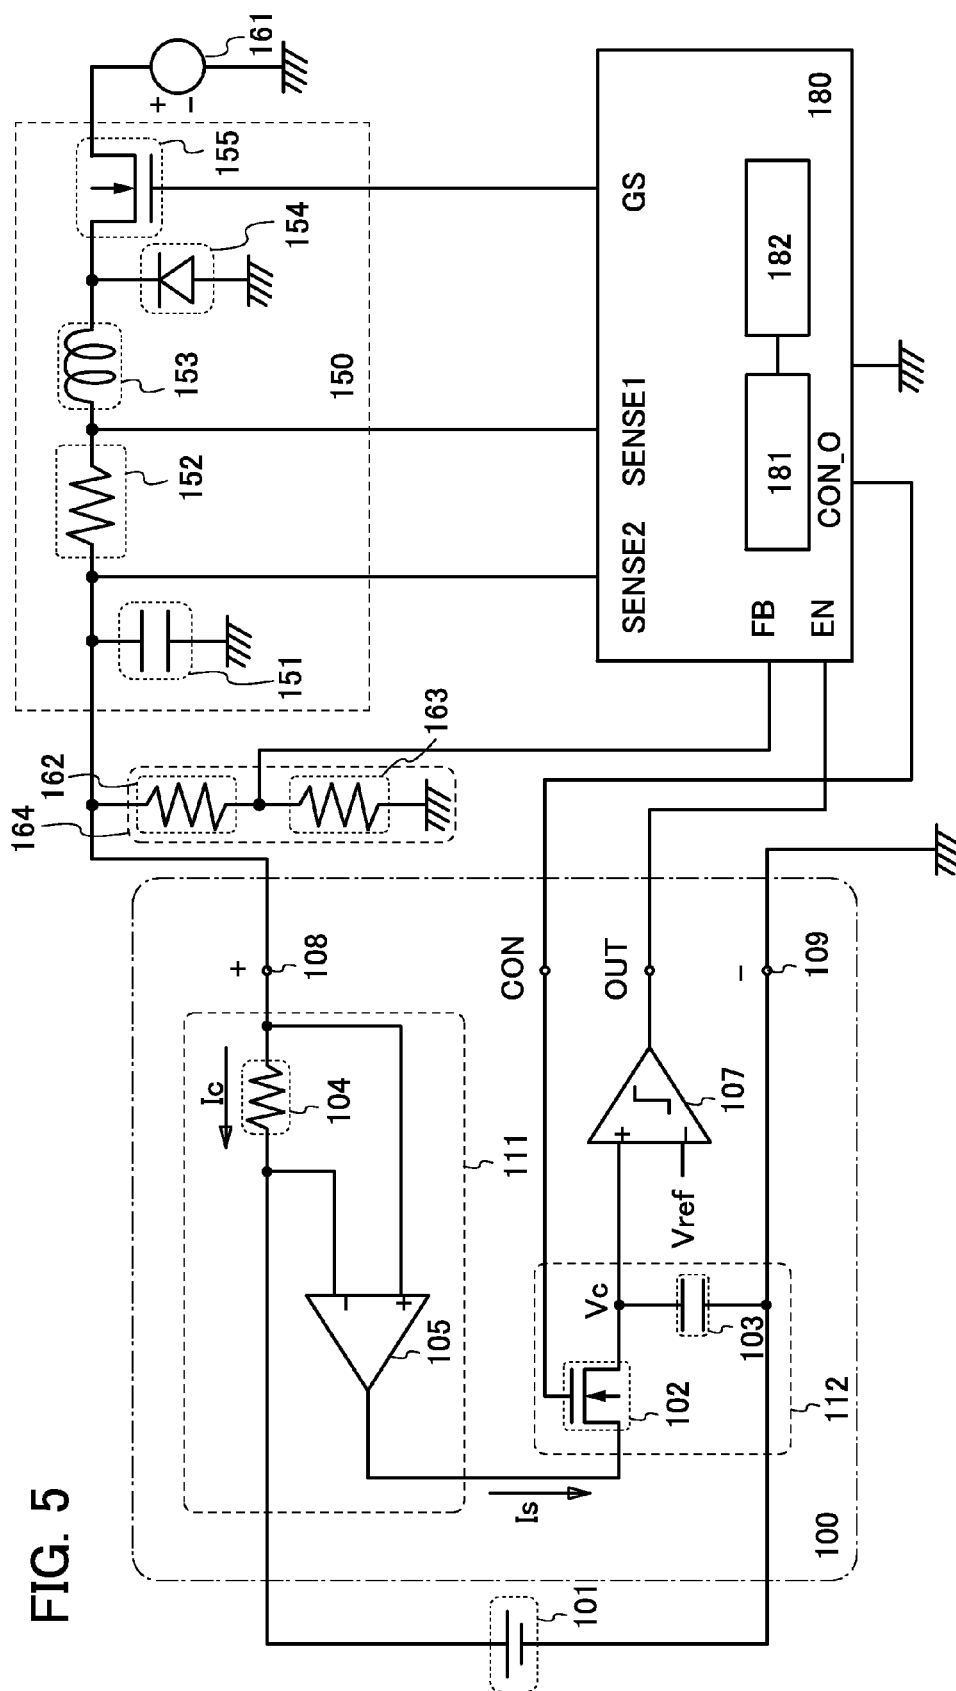 FIG. 5
161
155
154
153
152
151
150
162
163
164
GS
SENSE1
SENSE2
FB
EN
CON_O
180
181
182
+
−
+
108
CON
OUT
−
109
Ic
104
111
−
+
105
Is
Vc
102
103
112
+
−
Vref
107
100
101